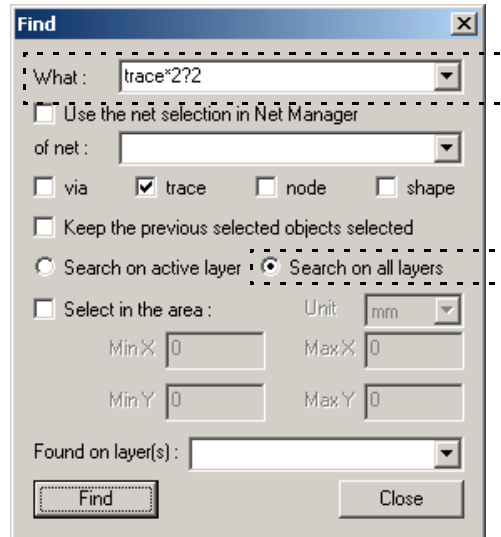 Find
What : trace*2?2
Use the net selection in Net Manager
of net :
via trace node shape
Keep the previous selected objects selected
Search on active layer Search on all layers
Select in the area : Unit mm
Min X 0 Max X 0
Min Y 0 Max Y 0
Found on layer(s) :
Find Close